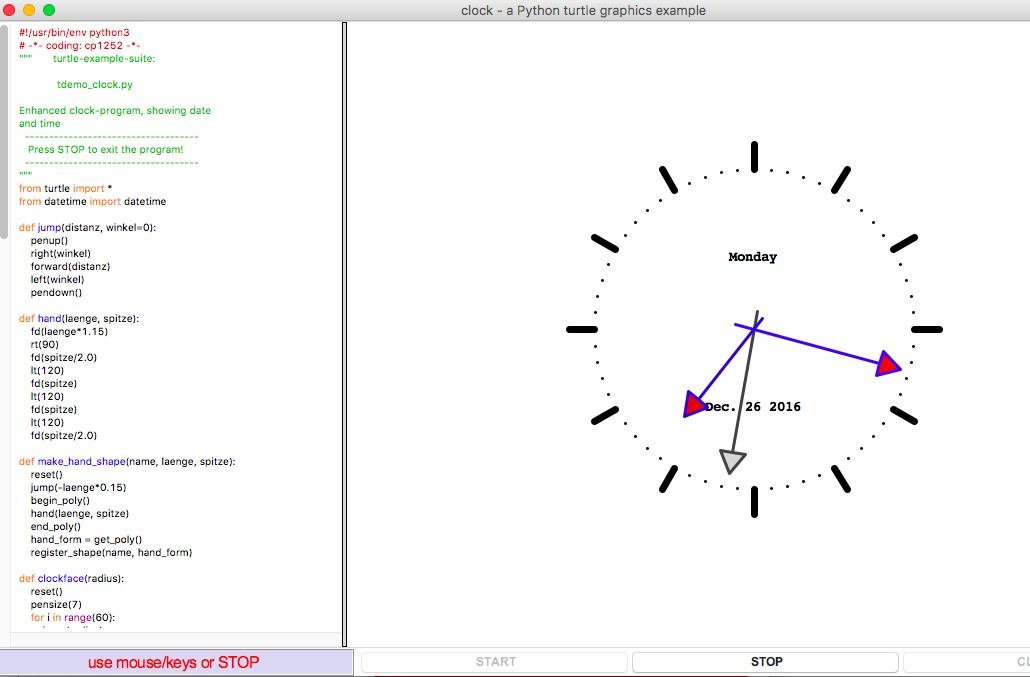 clock - a Python turtle graphics example
#!/usr/bin/env python3
# -*- coding: cp1252 -*-
""" turtle-example-suite:
tdemo_clock.py
Enhanced clock-program, showing date
and time
------------------------------------
Press STOP to exit the program!
------------------------------------
"""
from turtle import *
from datetime import datetime
def jump(distanz, winkel=0):
penup()
right(winkel)
forward(distanz)
left(winkel)
pendown()
def hand(laenge, spitze):
fd(laenge*1.15)
rt(90)
fd(spitze/2.0)
lt(120)
fd(spitze)
lt(120)
fd(spitze)
lt(120)
fd(spitze/2.0)
def make_hand_shape(name, laenge, spitze):
reset()
jump(-laenge*0.15)
begin_poly()
hand(laenge, spitze)
end_poly()
hand_form = get_poly()
register_shape(name, hand_form)
def clockface(radius):
reset()
pensize(7)
for i in range(60):
Monday
Dec. 26 2016
use mouse/keys or STOP
START
STOP
CL